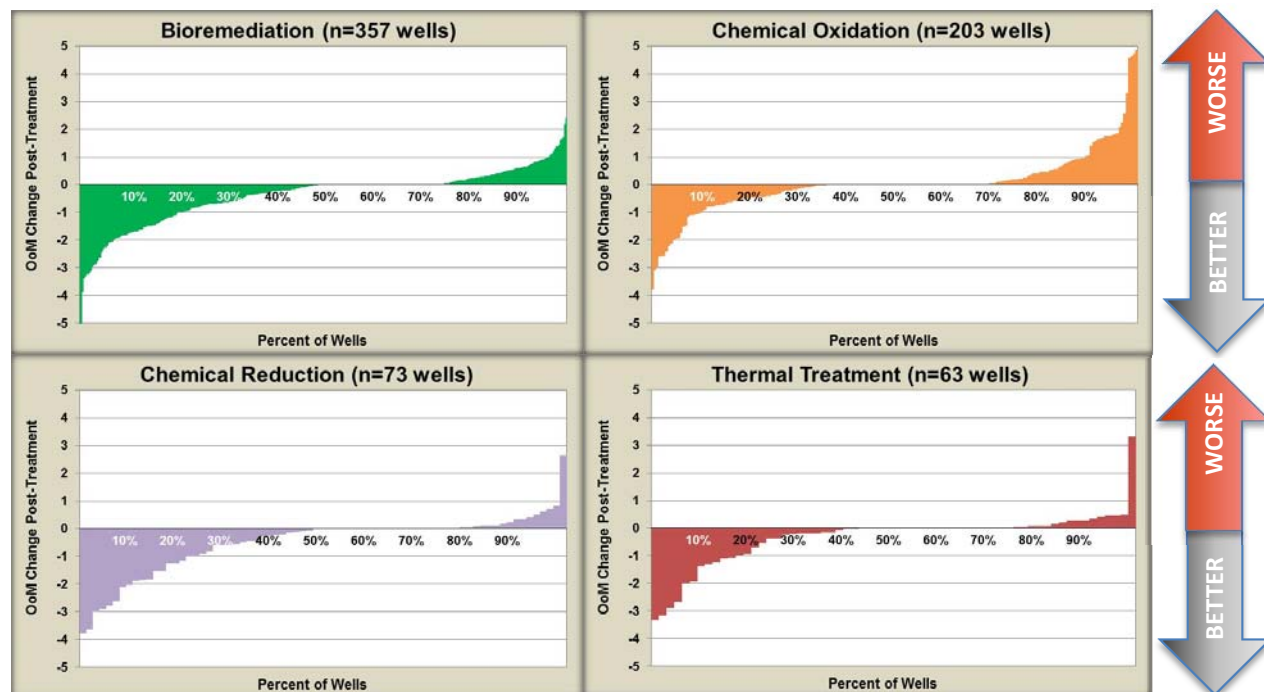 Bioremediation (n=357 wells)
OoM Change Post-Treatment
5
4
3
2
1
0
-1
-2
-3
-4
-5
10% 20% 30% 40% 50% 60% 70% 80% 90%
Percent of Wells
Chemical Oxidation (n=203 wells)
OoM Change Post-Treatment
5
4
3
2
1
0
-1
-2
-3
-4
-5
10% 20% 30% 40% 50% 60% 70% 80% 90%
Percent of Wells
WORSE
BETTER
Chemical Reduction (n=73 wells)
OoM Change Post-Treatment
5
4
3
2
1
0
-1
-2
-3
-4
-5
10% 20% 30% 40% 50% 60% 70% 80% 90%
Percent of Wells
Thermal Treatment (n=63 wells)
OoM Change Post-Treatment
5
4
3
2
1
0
-1
-2
-3
-4
-5
10% 20% 30% 40% 50% 60% 70% 80% 90%
Percent of Wells
WORSE
BETTER